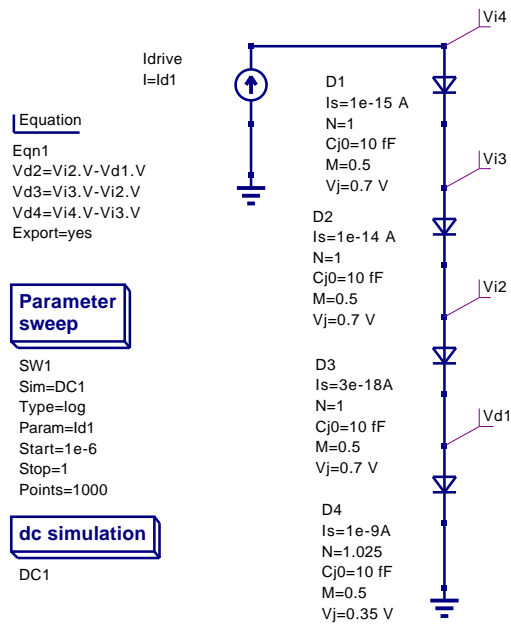 Vi4
Idrive
I=Id1
D1
Is=1e-15 A
N=1
Cj0=10 fF
M=0.5
Vj=0.7 V
Equation
Eqn1
Vd2=Vi2.V-Vd1.V
Vd3=Vi3.V-Vi2.V
Vd4=Vi4.V-Vi3.V
Export=yes
Vi3
D2
Is=1e-14 A
N=1
Cj0=10 fF
M=0.5
Vj=0.7 V
Vi2
Parameter
sweep
SW1
Sim=DC1
Type=log
Param=Id1
Start=1e-6
Stop=1
Points=1000
D3
Is=3e-18A
N=1
Cj0=10 fF
M=0.5
Vj=0.7 V
Vd1
dc simulation
DC1
D4
Is=1e-9A
N=1.025
Cj0=10 fF
M=0.5
Vj=0.35 V